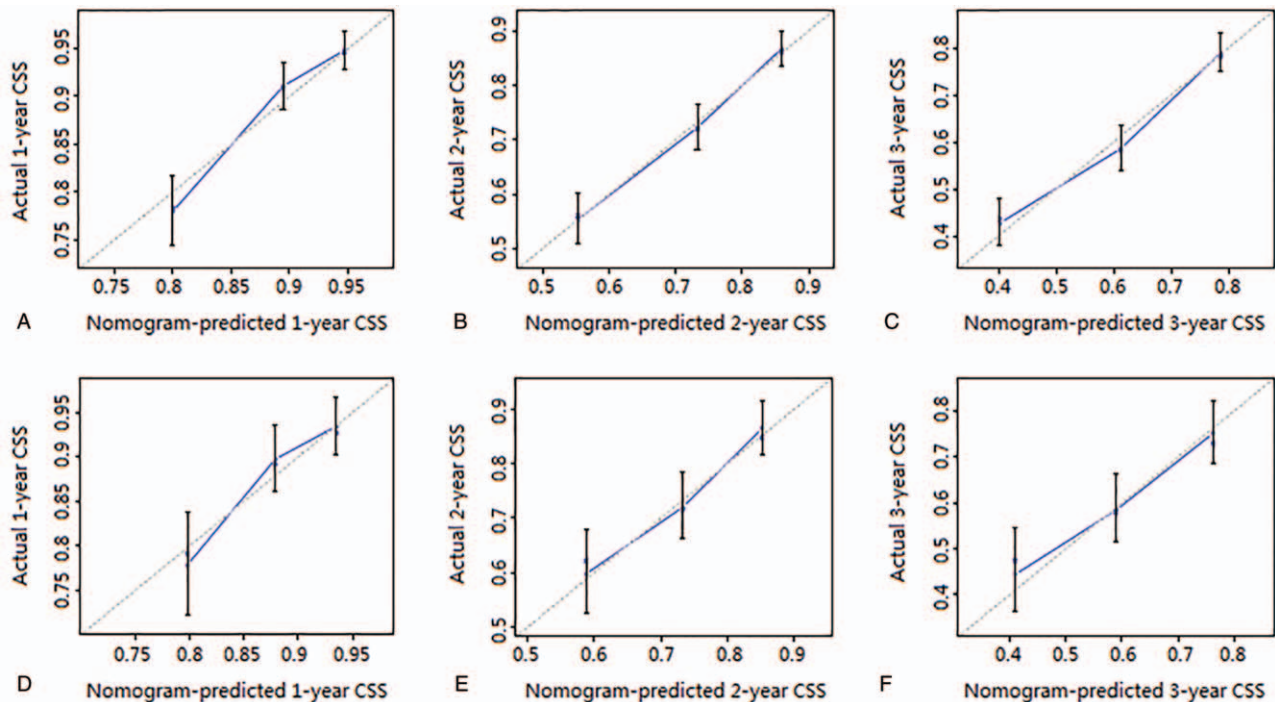 Actual 1-year CSS
0.75 0.8 0.85 0.9 0.95
0.75 0.8 0.85 0.9 0.95
A Nomogram-predicted 1-year CSS
Actual 2-year CSS
0.5 0.6 0.7 0.8 0.9
0.5 0.6 0.7 0.8 0.9
B Nomogram-predicted 2-year CSS
Actual 3-year CSS
0.4 0.5 0.6 0.7 0.8
0.4 0.5 0.6 0.7 0.8
C Nomogram-predicted 3-year CSS
Actual 1-year CSS
0.75 0.8 0.85 0.9 0.95
0.75 0.8 0.85 0.9 0.95
D Nomogram-predicted 1-year CSS
Actual 2-year CSS
0.5 0.6 0.7 0.8 0.9
0.5 0.6 0.7 0.8 0.9
E Nomogram-predicted 2-year CSS
Actual 3-year CSS
0.4 0.5 0.6 0.7 0.8
0.4 0.5 0.6 0.7 0.8
F Nomogram-predicted 3-year CSS